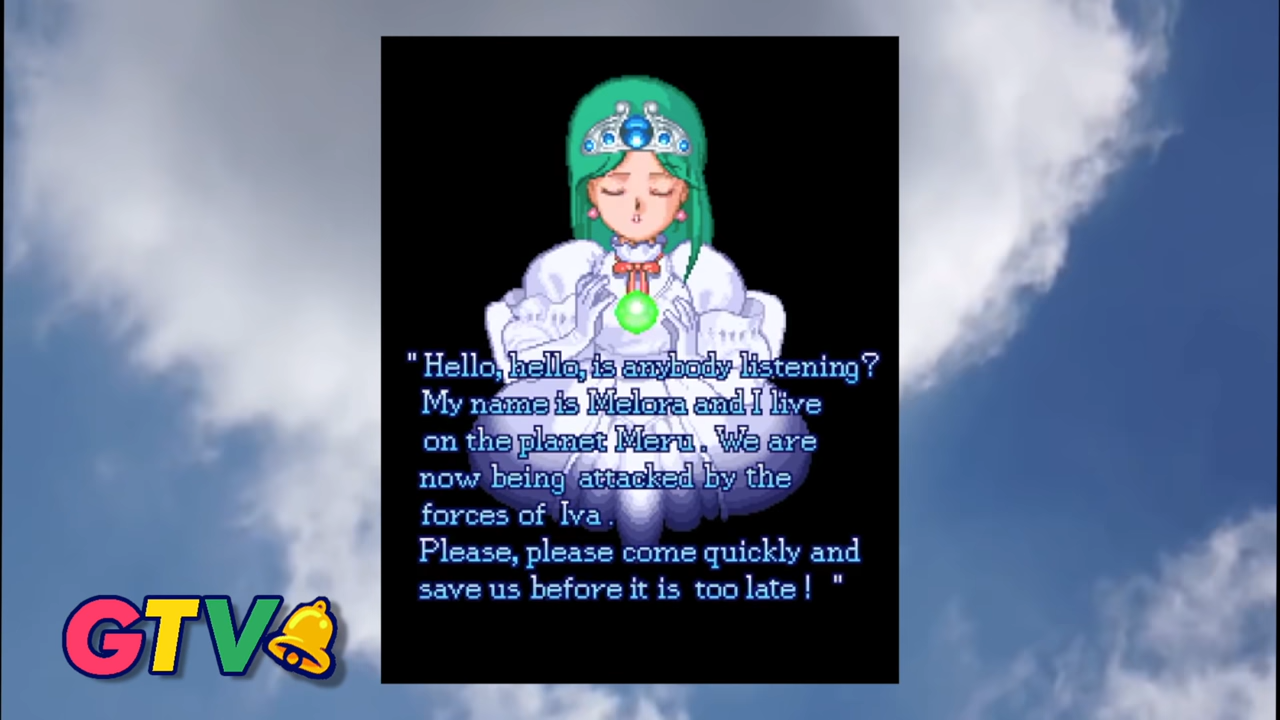 "Hello, hello, is anybody listening?
My name is Melora and I live
on the planet Meru. We are
now being attacked by the
forces of Iva.
Please, please come quickly and
save us before it is too late! "
GTV